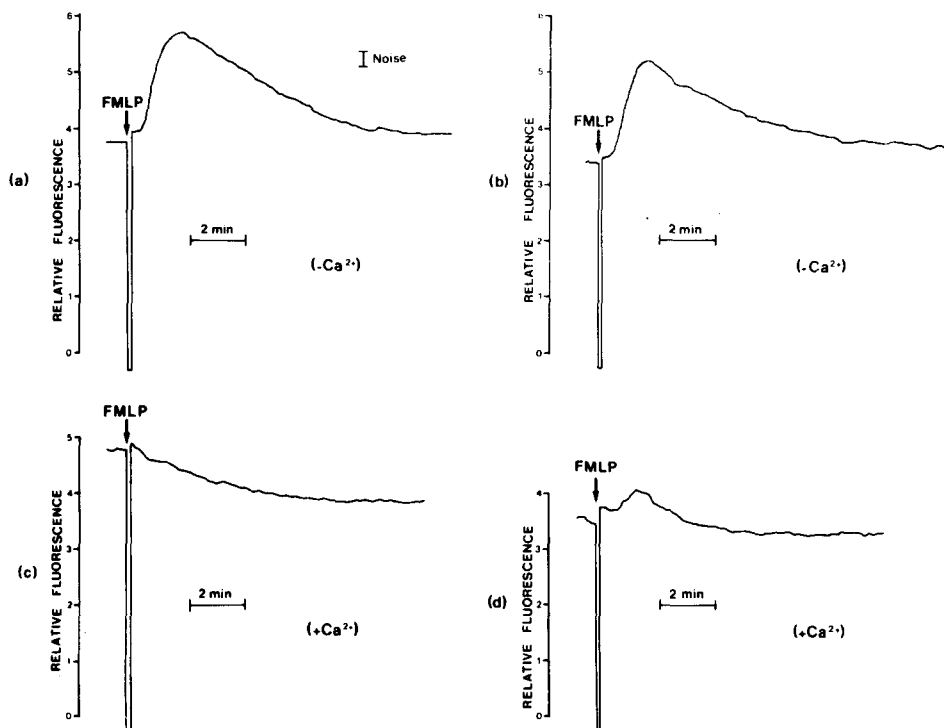 6
5
4
3
2
1
0
RELATIVE FLUORESCENCE
FMLP
Noise
2 min
(a)
(-Ca²⁺)
6
5
4
3
2
1
0
RELATIVE FLUORESCENCE
FMLP
2 min
(b)
(-Ca²⁺)
5
4
3
2
1
0
RELATIVE FLUORESCENCE
FMLP
2 min
(c)
(+Ca²⁺)
4
3
2
1
0
RELATIVE FLUORESCENCE
FMLP
2 min
(d)
(+Ca²⁺)